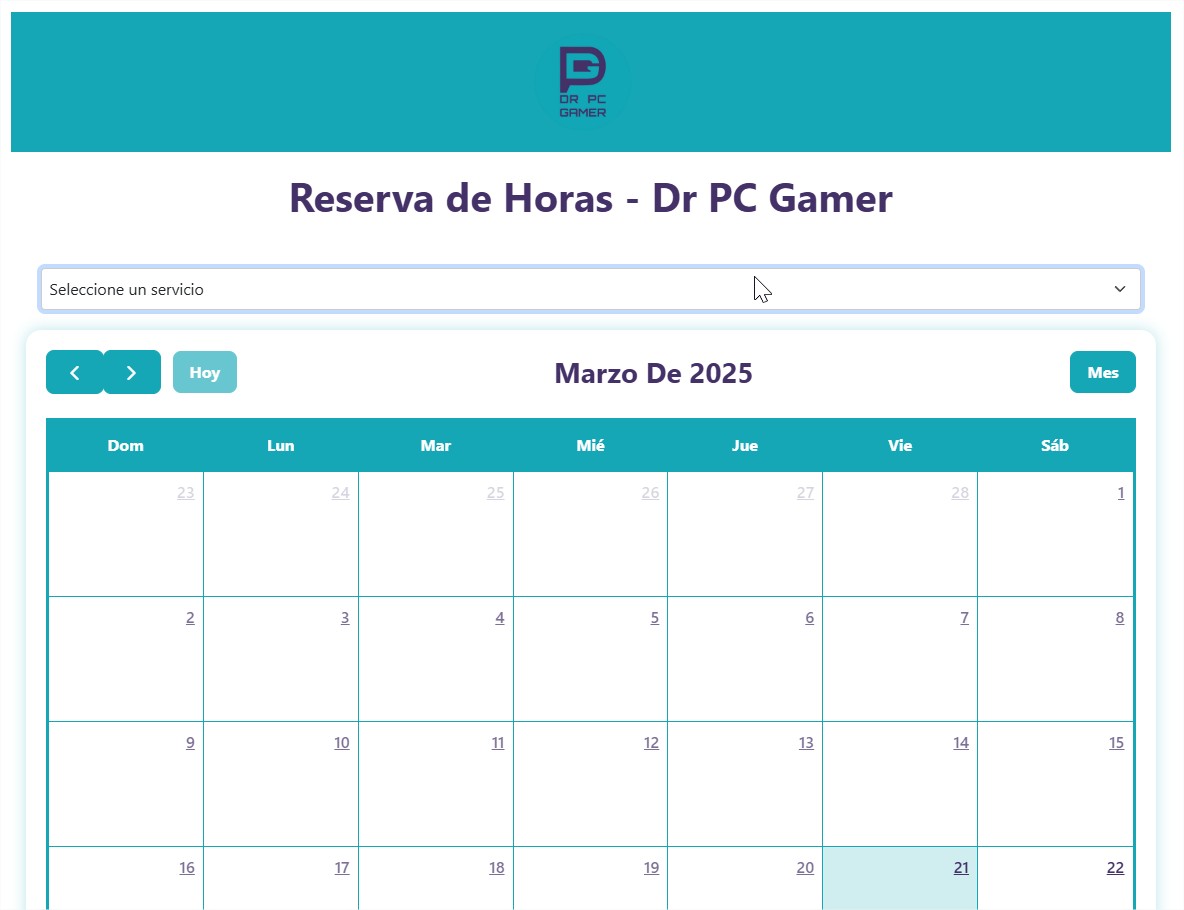 DR PC
GAMER
Reserva de Horas - Dr PC Gamer
Seleccione un servicio
Hoy
Marzo De 2025
Mes
Dom Lun Mar Mié Jue Vie Sáb
23 24 25 26 27 28 1
2 3 4 5 6 7 8
9 10 11 12 13 14 15
16 17 18 19 20 21 22